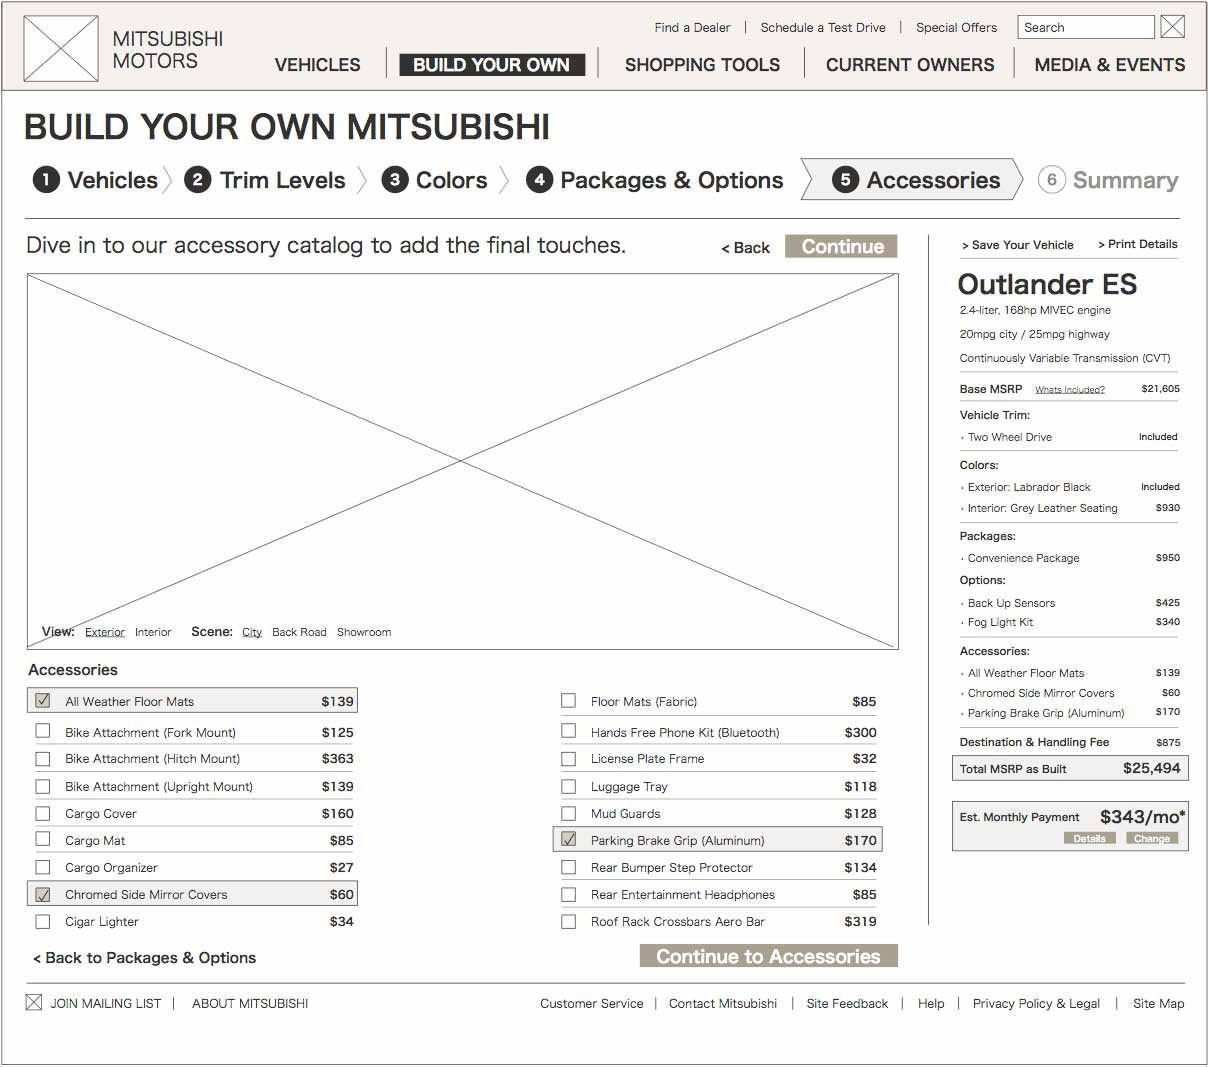 Find a Dealer | Schedule a Test Drive | Special Offers Search
MITSUBISHI
MOTORS
VEHICLES BUILD YOUR OWN SHOPPING TOOLS CURRENT OWNERS MEDIA & EVENTS
BUILD YOUR OWN MITSUBISHI
1 Vehicles 2 Trim Levels 3 Colors 4 Packages & Options 5 Accessories 6 Summary
Dive in to our accessory catalog to add the final touches. < Back Continue
View: Exterior Interior Scene: City Back Road Showroom
Accessories
All Weather Floor Mats $139
Bike Attachment (Fork Mount) $125
Bike Attachment (Hitch Mount) $363
Bike Attachment (Upright Mount) $139
Cargo Cover $160
Cargo Mat $85
Cargo Organizer $27
Chromed Side Mirror Covers $60
Cigar Lighter $34
Floor Mats (Fabric) $85
Hands Free Phone Kit (Bluetooth) $300
License Plate Frame $32
Luggage Tray $118
Mud Guards $128
Parking Brake Grip (Aluminum) $170
Rear Bumper Step Protector $134
Rear Entertainment Headphones $85
Roof Rack Crossbars Aero Bar $319
< Back to Packages & Options Continue to Accessories
> Save Your Vehicle > Print Details
Outlander ES
2.4-liter, 168hp MIVEC engine
20mpg city / 25mpg highway
Continuously Variable Transmission (CVT)
Base MSRP Whats Included? $21,605
Vehicle Trim:
· Two Wheel Drive Included
Colors:
· Exterior: Labrador Black Included
· Interior: Grey Leather Seating $930
Packages:
· Convenience Package $950
Options:
· Back Up Sensors $425
· Fog Light Kit $340
Accessories:
· All Weather Floor Mats $139
· Chromed Side Mirror Covers $60
· Parking Brake Grip (Aluminum) $170
Destination & Handling Fee $875
Total MSRP as Built $25,494
Est. Monthly Payment $343/mo*
Details Change
JOIN MAILING LIST | ABOUT MITSUBISHI Customer Service | Contact Mitsubishi | Site Feedback | Help | Privacy Policy & Legal | Site Map